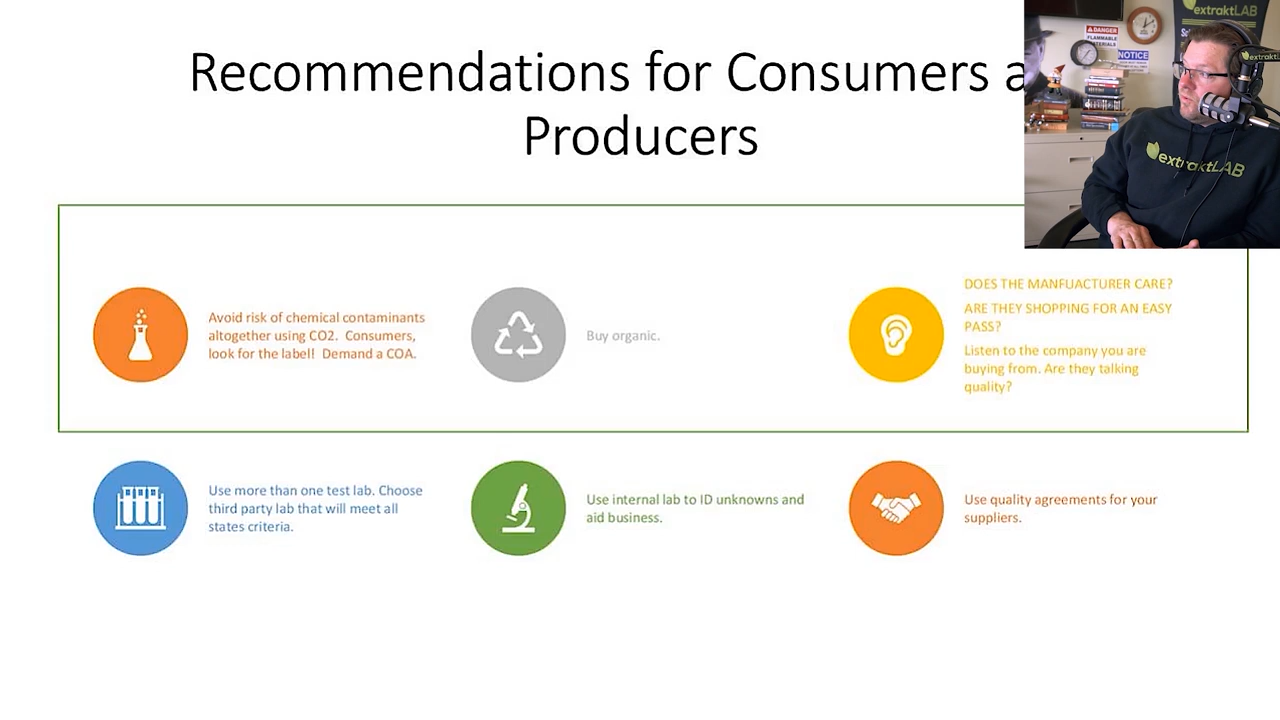 Recommendations for Consumers a
Producers
extraktLAB
DANGER
FLAMMABLE
MATERIALS
NOTICE
extraktLAB
Avoid risk of chemical contaminants
altogether using CO2. Consumers,
look for the label! Demand a COA.
Buy organic.
DOES THE MANFUACTURER CARE?
ARE THEY SHOPPING FOR AN EASY
PASS?
Listen to the company you are
buying from. Are they talking
quality?
Use more than one test lab. Choose
third party lab that will meet all
states criteria.
Use internal lab to ID unknowns and
aid business.
Use quality agreements for your
suppliers.